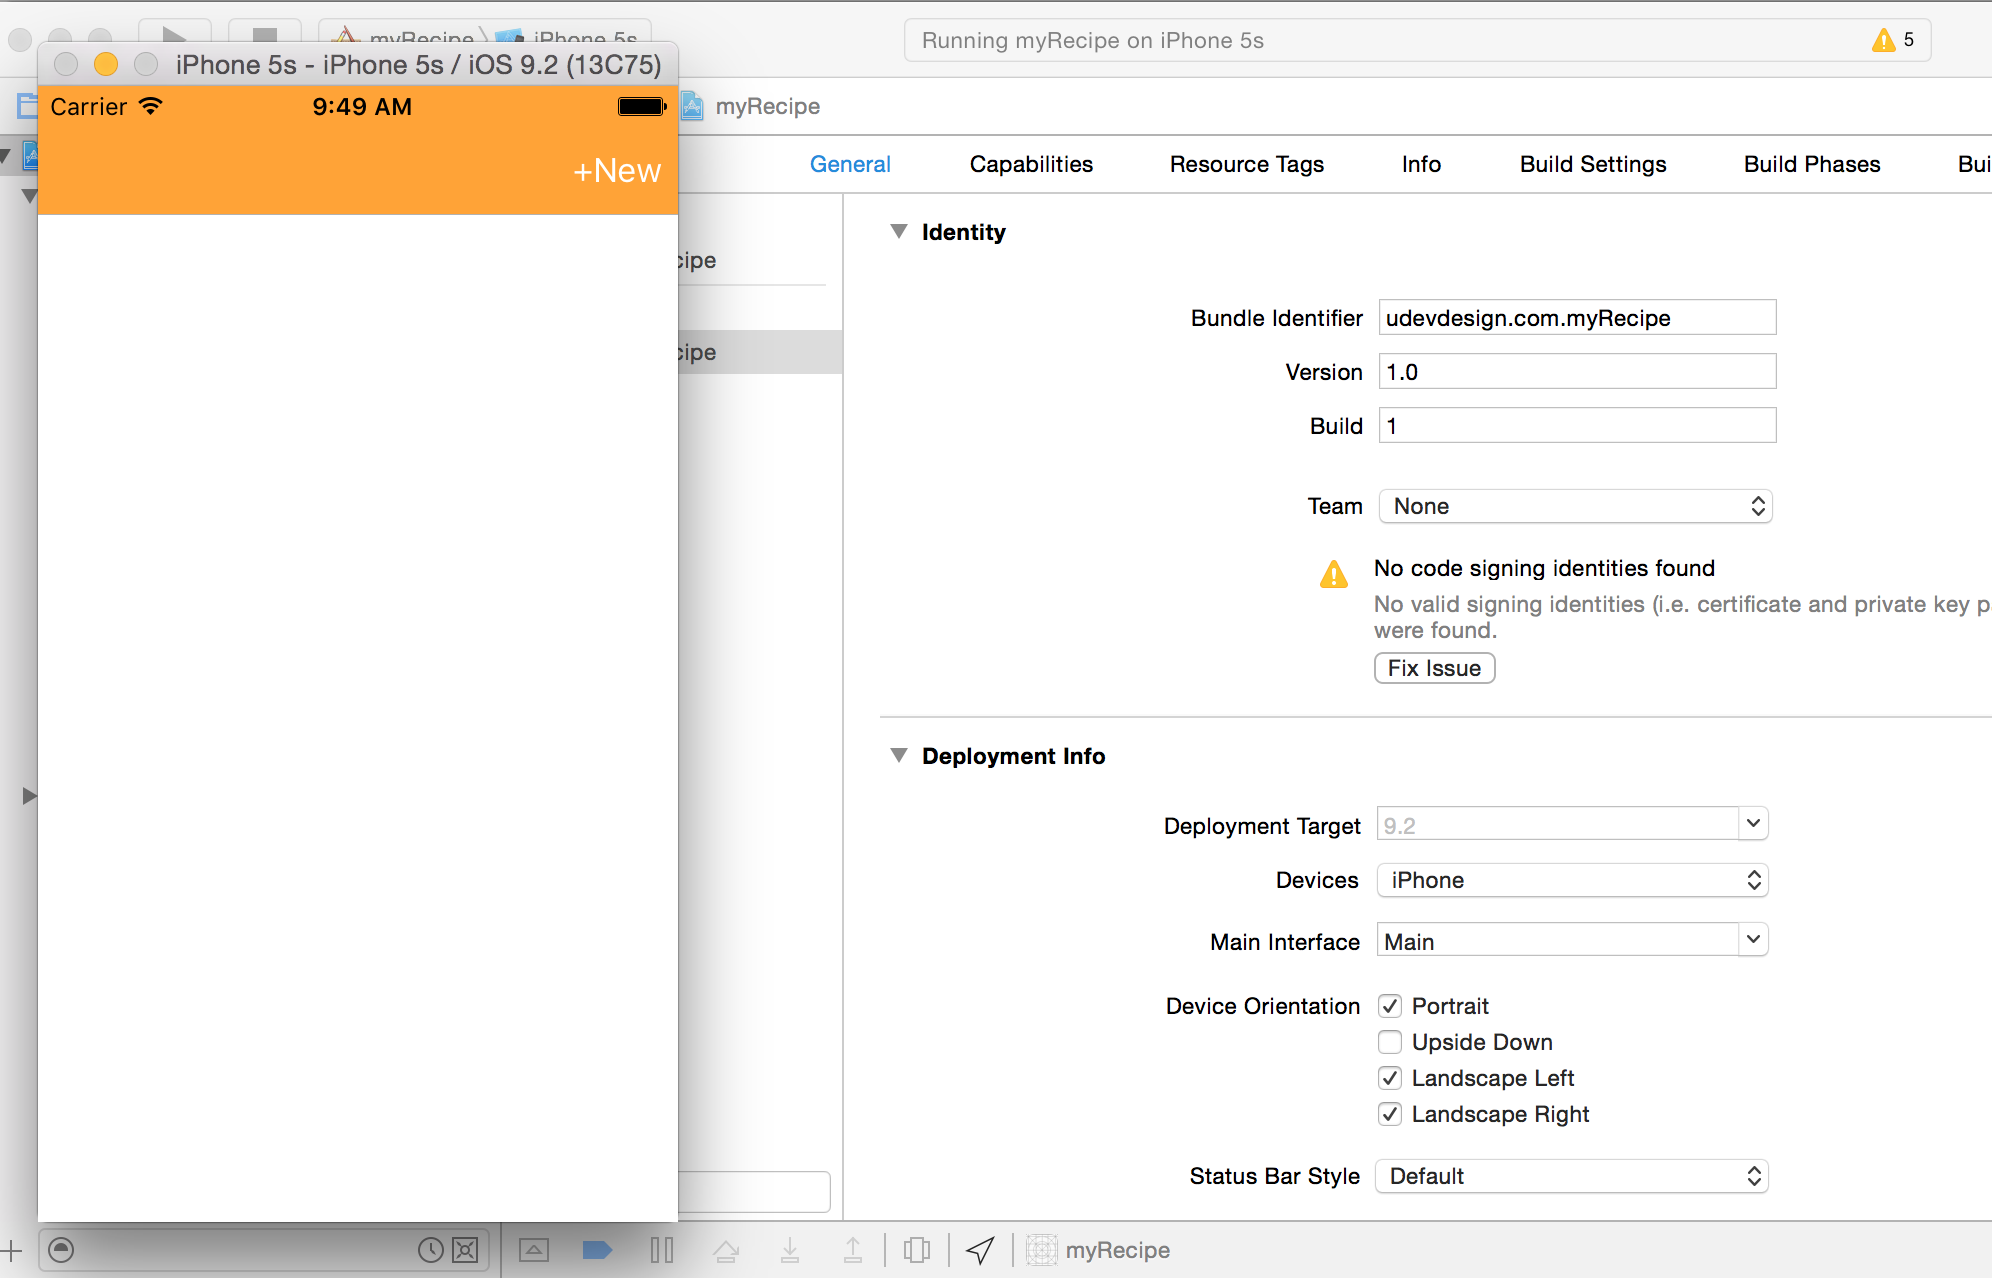 myRecipe iPhone 5s
Running myRecipe on iPhone 5s
5
iPhone 5s - iPhone 5s / iOS 9.2 (13C75)
Carrier
9:49 AM
+New
myRecipe
General
Capabilities
Resource Tags
Info
Build Settings
Build Phases
Bui
cipe
cipe
Identity
Bundle Identifier udevdesign.com.myRecipe
Version 1.0
Build 1
Team None
No code signing identities found
No valid signing identities (i.e. certificate and private key p
were found.
Fix Issue
Deployment Info
Deployment Target 9.2
Devices iPhone
Main Interface Main
Device Orientation Portrait
Upside Down
Landscape Left
Landscape Right
Status Bar Style Default
myRecipe